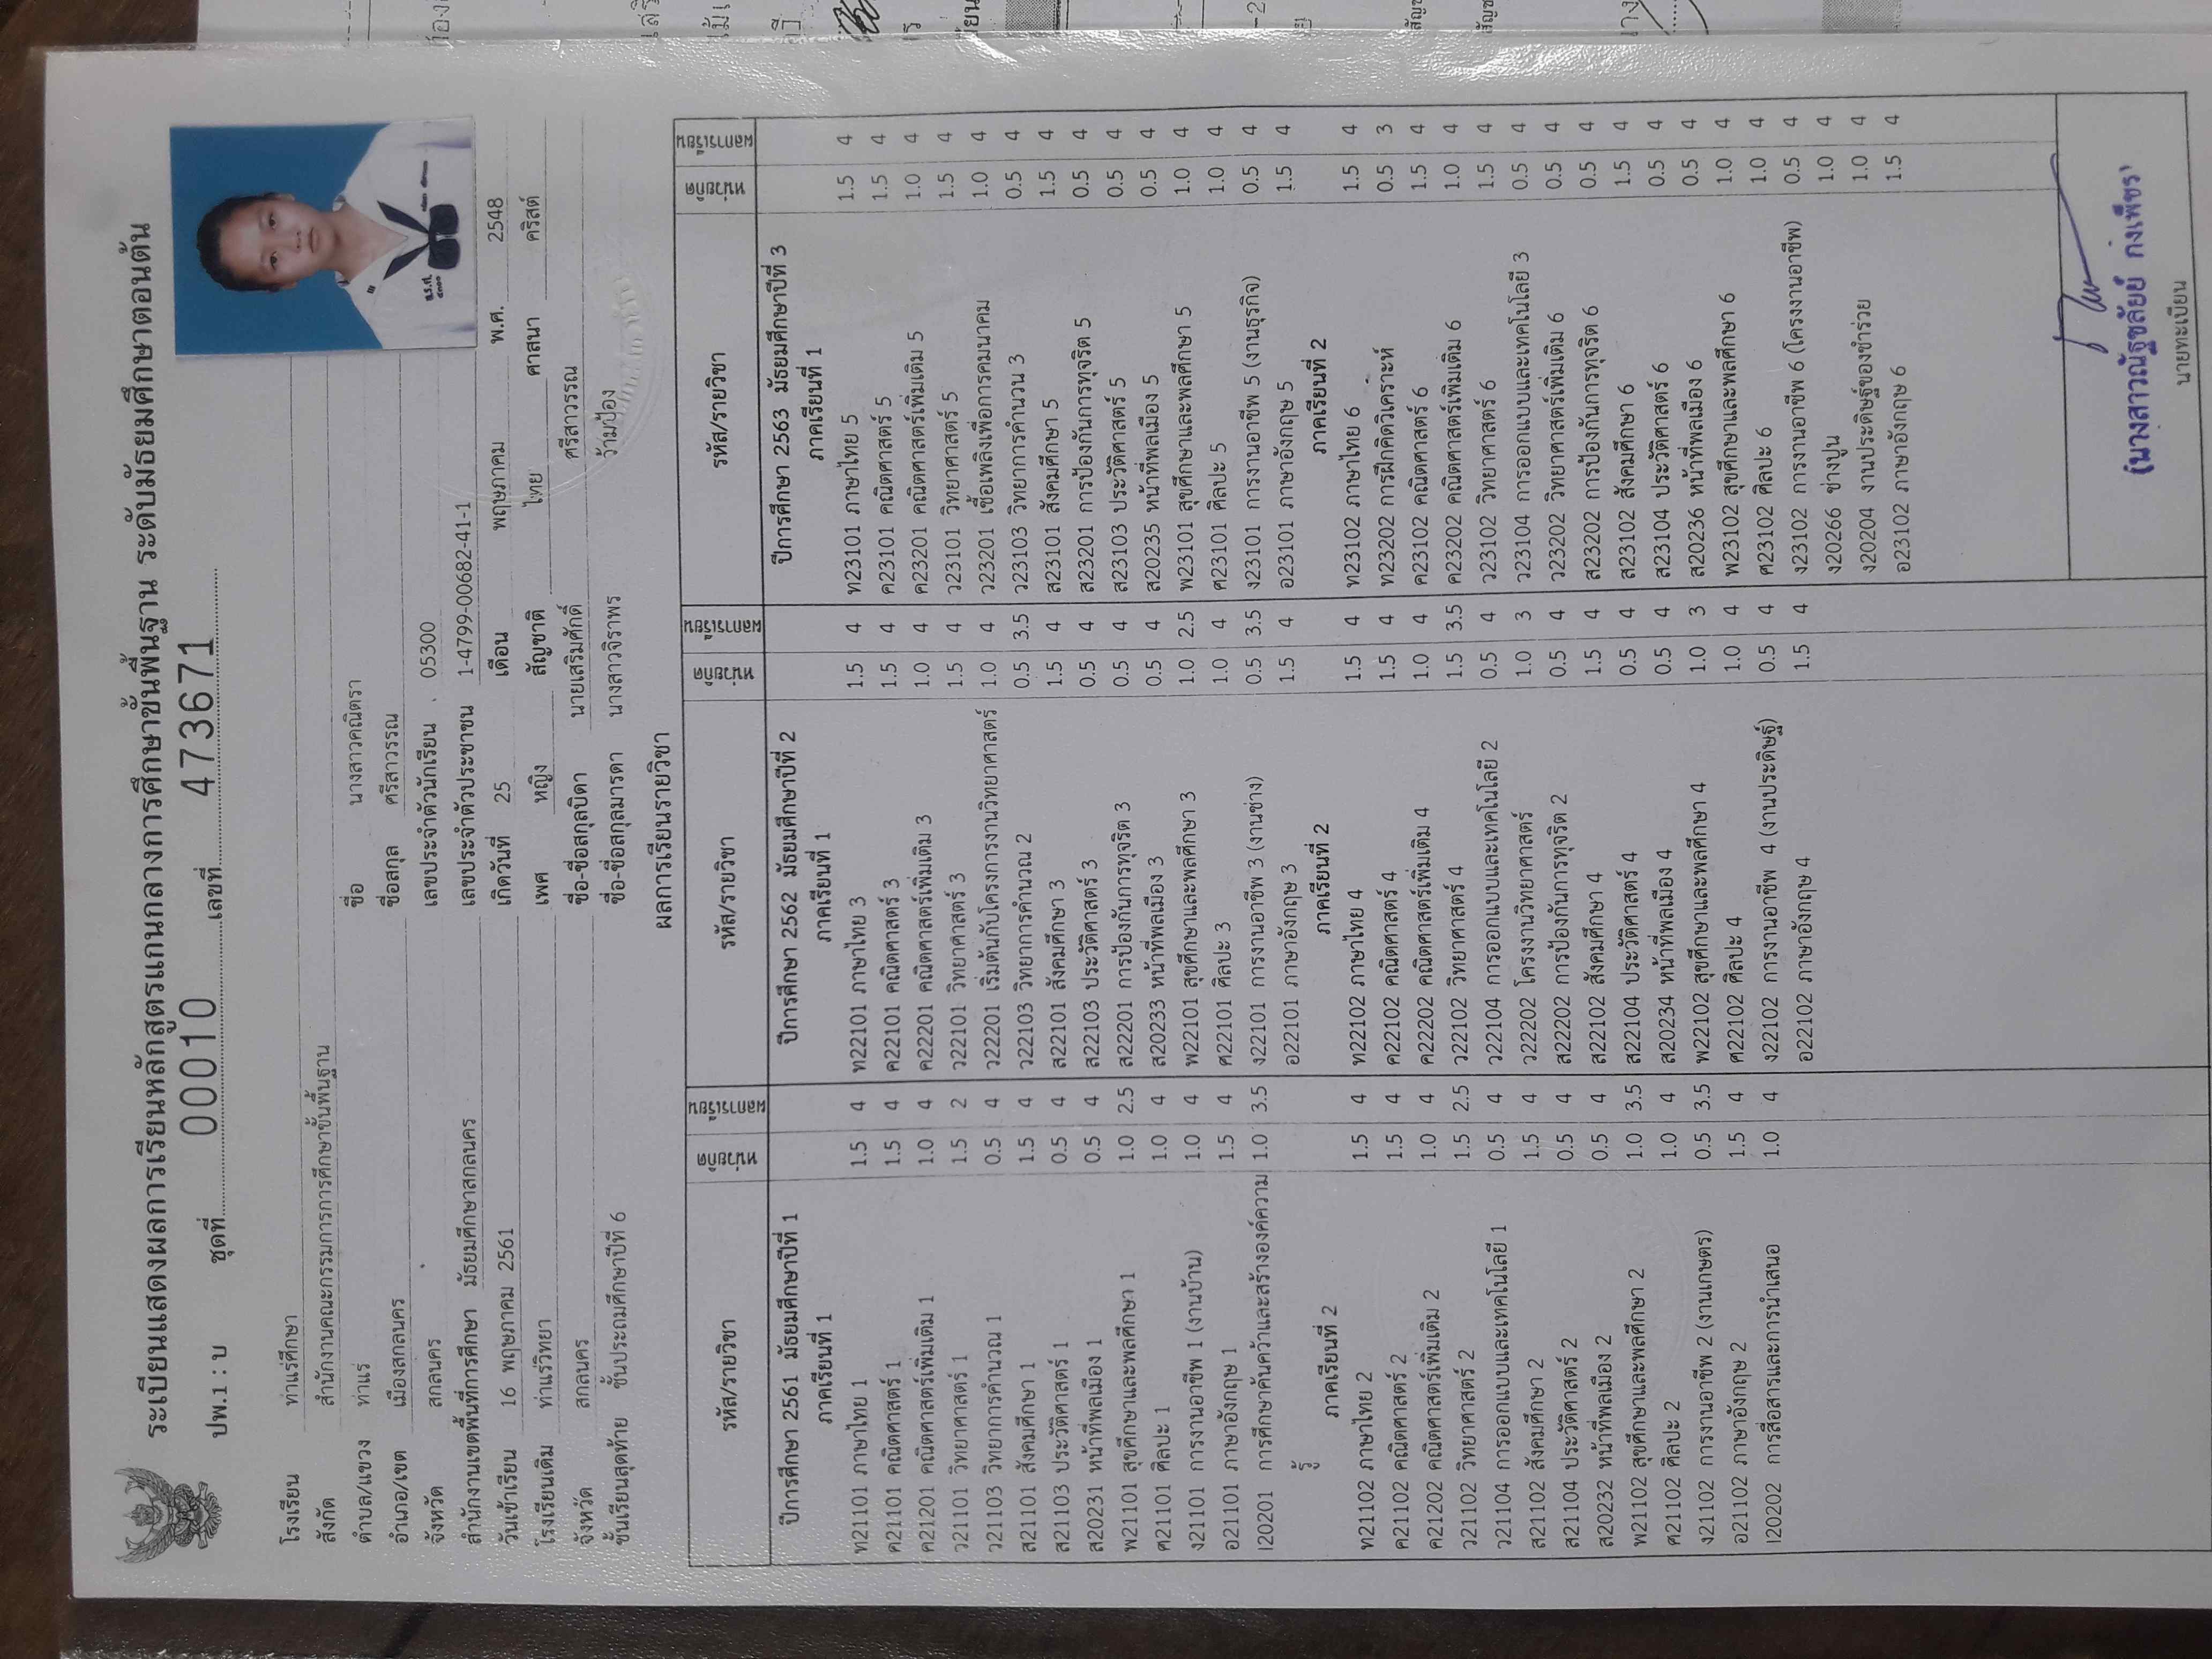 ระเบียนแสดงผลการเรียนหลักสูตรแกนกลางการศึกษาขั้นพื้นฐาน ระดับมัธยมศึกษาตอนต้น
ปพ.1 : บ ชุดที่ 00010 เลขที่ 473671
โรงเรียน ท่าแร่ศึกษา
สังกัด สำนักงานคณะกรรมการการศึกษาขั้นพื้นฐาน
ตำบล/แขวง ท่าแร่
อำเภอ/เขต เมืองสกลนคร
จังหวัด สกลนคร
สำนักงานเขตพื้นที่การศึกษา มัธยมศึกษาสกลนคร
วันเข้าเรียน 16 พฤษภาคม 2561
โรงเรียนเดิม ท่าแร่วิทยา
จังหวัด สกลนคร
ชั้นเรียนสุดท้าย ชั้นประถมศึกษาปีที่ 6
ชื่อ นางสาวคณิตรา
ชื่อสกุล ศรีสาวรรณ
เลขประจำตัวนักเรียน 05300
เลขประจำตัวประชาชน 1-4799-00682-41-1
เกิดวันที่ 25 เดือน พฤษภาคม พ.ศ. 2548
เพศ หญิง สัญชาติ ไทย ศาสนา คริสต์
ชื่อ-ชื่อสกุลบิดา นายเสริมศักดิ์ ศรีสาวรรณ
ชื่อ-ชื่อสกุลมารดา นางสาวจิราพร ว้ามป้อง
ผลการเรียนรายวิชา
รหัส/รายวิชา หน่วยกิต ผลการเรียน
ปีการศึกษา 2561 มัธยมศึกษาปีที่ 1
ภาคเรียนที่ 1
ท21101 ภาษาไทย 1 1.5 4
ค21101 คณิตศาสตร์ 1 1.5 4
ค21201 คณิตศาสตร์เพิ่มเติม 1 1.0 4
ว21101 วิทยาศาสตร์ 1 1.5 2
ว21103 วิทยาการคำนวณ 1 0.5 4
ส21101 สังคมศึกษา 1 1.5 4
ส21103 ประวัติศาสตร์ 1 0.5 4
ส20231 หน้าที่พลเมือง 1 0.5 4
พ21101 สุขศึกษาและพลศึกษา 1 1.0 2.5
ศ21101 ศิลปะ 1 1.0 4
ง21101 การงานอาชีพ 1 (งานบ้าน) 1.0 4
อ21101 ภาษาอังกฤษ 1 1.5 4
I20201 การศึกษาค้นคว้าและสร้างองค์ความรู้ 1.0 3.5
ภาคเรียนที่ 2
ท21102 ภาษาไทย 2 1.5 4
ค21102 คณิตศาสตร์ 2 1.5 4
ค21202 คณิตศาสตร์เพิ่มเติม 2 1.0 4
ว21102 วิทยาศาสตร์ 2 1.5 2.5
ว21104 การออกแบบและเทคโนโลยี 1 0.5 4
ส21102 สังคมศึกษา 2 1.5 4
ส21104 ประวัติศาสตร์ 2 0.5 4
ส20232 หน้าที่พลเมือง 2 0.5 4
พ21102 สุขศึกษาและพลศึกษา 2 1.0 3.5
ศ21102 ศิลปะ 2 1.0 4
ง21102 การงานอาชีพ 2 (งานเกษตร) 0.5 3.5
อ21102 ภาษาอังกฤษ 2 1.5 4
I20202 การสื่อสารและการนำเสนอ 1.0 4
รหัส/รายวิชา หน่วยกิต ผลการเรียน
ปีการศึกษา 2562 มัธยมศึกษาปีที่ 2
ภาคเรียนที่ 1
ท22101 ภาษาไทย 3 1.5 4
ค22101 คณิตศาสตร์ 3 1.5 4
ค22201 คณิตศาสตร์เพิ่มเติม 3 1.0 4
ว22101 วิทยาศาสตร์ 3 1.5 4
ว22201 เริ่มต้นกับโครงการงานวิทยาศาสตร์ 1.0 4
ว22103 วิทยาการคำนวณ 2 0.5 3.5
ส22101 สังคมศึกษา 3 1.5 4
ส22103 ประวัติศาสตร์ 3 0.5 4
ส22201 การป้องกันการทุจริต 3 0.5 4
ส20233 หน้าที่พลเมือง 3 0.5 4
พ22101 สุขศึกษาและพลศึกษา 3 1.0 2.5
ศ22101 ศิลปะ 3 1.0 4
ง22101 การงานอาชีพ 3 (งานช่าง) 0.5 3.5
อ22101 ภาษาอังกฤษ 3 1.5 4
ภาคเรียนที่ 2
ท22102 ภาษาไทย 4 1.5 4
ค22102 คณิตศาสตร์ 4 1.5 4
ค22202 คณิตศาสตร์เพิ่มเติม 4 1.0 4
ว22102 วิทยาศาสตร์ 4 1.5 3.5
ว22104 การออกแบบและเทคโนโลยี 2 0.5 4
ว22202 โครงงานวิทยาศาสตร์ 1.0 3
ส22202 การป้องกันการทุจริต 2 0.5 4
ส22102 สังคมศึกษา 4 1.5 4
ส22104 ประวัติศาสตร์ 4 0.5 4
ส20234 หน้าที่พลเมือง 4 0.5 4
พ22102 สุขศึกษาและพลศึกษา 4 1.0 3
ศ22102 ศิลปะ 4 1.0 4
ง22102 การงานอาชีพ 4 (งานประดิษฐ์) 0.5 4
อ22102 ภาษาอังกฤษ 4 1.5 4
รหัส/รายวิชา หน่วยกิต ผลการเรียน
ปีการศึกษา 2563 มัธยมศึกษาปีที่ 3
ภาคเรียนที่ 1
ท23101 ภาษาไทย 5 1.5 4
ค23101 คณิตศาสตร์ 5 1.5 4
ค23201 คณิตศาสตร์เพิ่มเติม 5 1.0 4
ว23101 วิทยาศาสตร์ 5 1.5 4
ว23201 เชื้อเพลิงเพื่อการคมนาคม 1.0 4
ว23103 วิทยาการคำนวน 3 0.5 4
ส23101 สังคมศึกษา 5 1.5 4
ส23201 การป้องกันการทุจริต 5 0.5 4
ส23103 ประวัติศาสตร์ 5 0.5 4
ส20235 หน้าที่พลเมือง 5 0.5 4
พ23101 สุขศึกษาและพลศึกษา 5 1.0 4
ศ23101 ศิลปะ 5 1.0 4
ง23101 การงานอาชีพ 5 (งานธุรกิจ) 0.5 4
อ23101 ภาษาอังกฤษ 5 1.5 4
ภาคเรียนที่ 2
ท23102 ภาษาไทย 6 1.5 4
ท23202 การฝึกคิดวิเคราะห์ 0.5 3
ค23102 คณิตศาสตร์ 6 1.5 4
ค23202 คณิตศาสตร์เพิ่มเติม 6 1.0 4
ว23102 วิทยาศาสตร์ 6 1.5 4
ว23104 การออกแบบและเทคโนโลยี 3 0.5 4
ว23202 วิทยาศาสตร์เพิ่มเติม 6 0.5 4
ส23202 การป้องกันการทุจริต 6 0.5 4
ส23102 สังคมศึกษา 6 1.5 4
ส23104 ประวัติศาสตร์ 6 0.5 4
ส20236 หน้าที่พลเมือง 6 0.5 4
พ23102 สุขศึกษาและพลศึกษา 6 1.0 4
ศ23102 ศิลปะ 6 1.0 4
ง23102 การงานอาชีพ 6 (โครงงานอาชีพ) 0.5 4
ง20266 ช่างปูน 1.0 4
ง20204 งานประดิษฐ์ของชำร่วย 1.0 4
อ23102 ภาษาอังกฤษ 6 1.5 4
(นางสาวณัฐชลัยย์ ก่งเพ็ชร)
นายทะเบียน